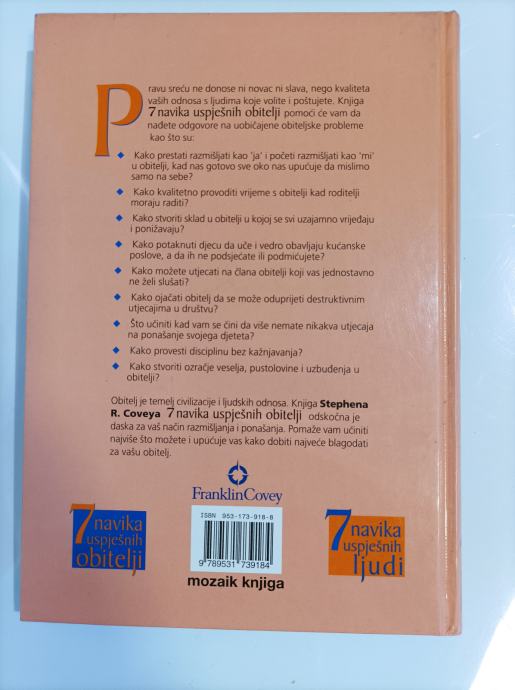 Pravu sreću ne donose ni novac ni slava, nego kvaliteta
vaših odnosa s ljudima koje volite i poštujete. Knjiga
7 navika uspješnih obitelji pomoći će vam da
nađete odgovore na uobičajene obiteljske probleme
kao što su:
◆ Kako prestati razmišljati kao 'ja' i početi razmišljati kao 'mi'
u obitelji, kad nas gotovo sve oko nas upućuje da mislimo
samo na sebe?
◆ Kako kvalitetno provoditi vrijeme s obitelji kad roditelji
moraju raditi?
◆ Kako stvoriti sklad u obitelji u kojoj se svi uzajamno vrijeđaju
i ponižavaju?
◆ Kako potaknuti djecu da uče i vedro obavljaju kućanske
poslove, a da ih ne podsjećate ili podmićujete?
◆ Kako možete utjecati na člana obitelji koji vas jednostavno
ne želi slušati?
◆ Kako ojačati obitelj da se može oduprijeti destruktivnim
utjecajima u društvu?
◆ Što učiniti kad vam se čini da više nemate nikakva utjecaja
na ponašanje svojega djeteta?
◆ Kako provesti disciplinu bez kažnjavanja?
◆ Kako stvoriti ozračje veselja, pustolovine i uzbuđenja u
obitelji?
Obitelj je temelj civilizacije i ljudskih odnosa. Knjiga Stephena
R. Coveya 7 navika uspješnih obitelji odskočna je
daska za vaš način razmišljanja i ponašanja. Pomaže vam učiniti
najviše što možete i upućuje vas kako dobiti najveće blagodati
za vašu obitelj.
FranklinCovey
7 navika
uspješnih
obitelji
ISBN 953-173-918-8
9 789531 739184
mozaik knjiga
7 navika
uspješnih
ljudi